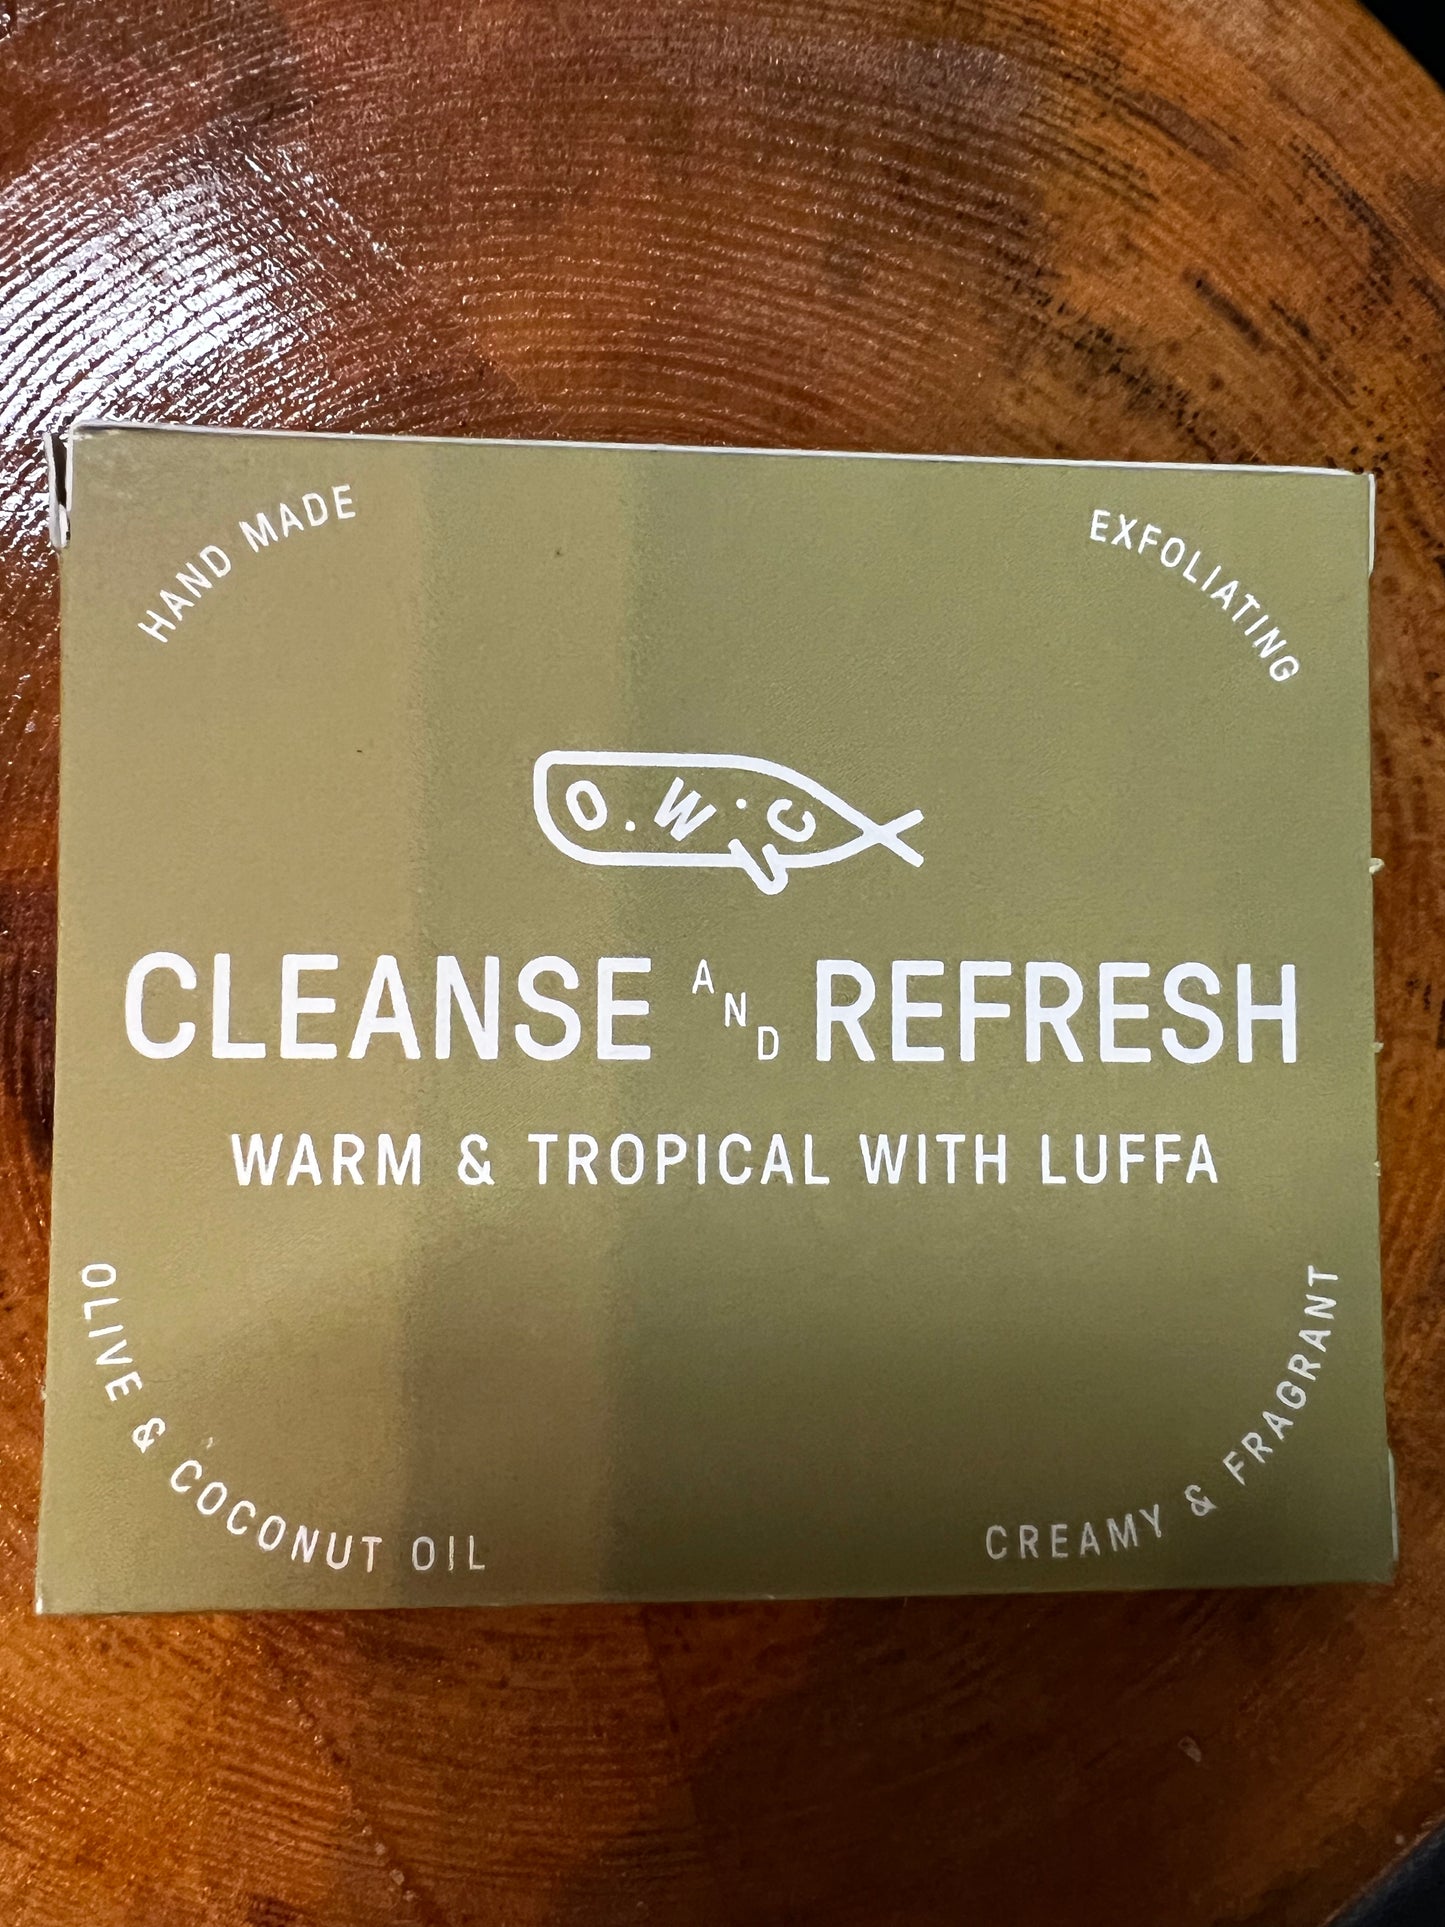 HAND MADE
EXFOLIATING
O.W.C
CLEANSE AND REFRESH
WARM & TROPICAL WITH LUFFA
OLIVE & COCONUT OIL
CREAMY & FRAGRANT